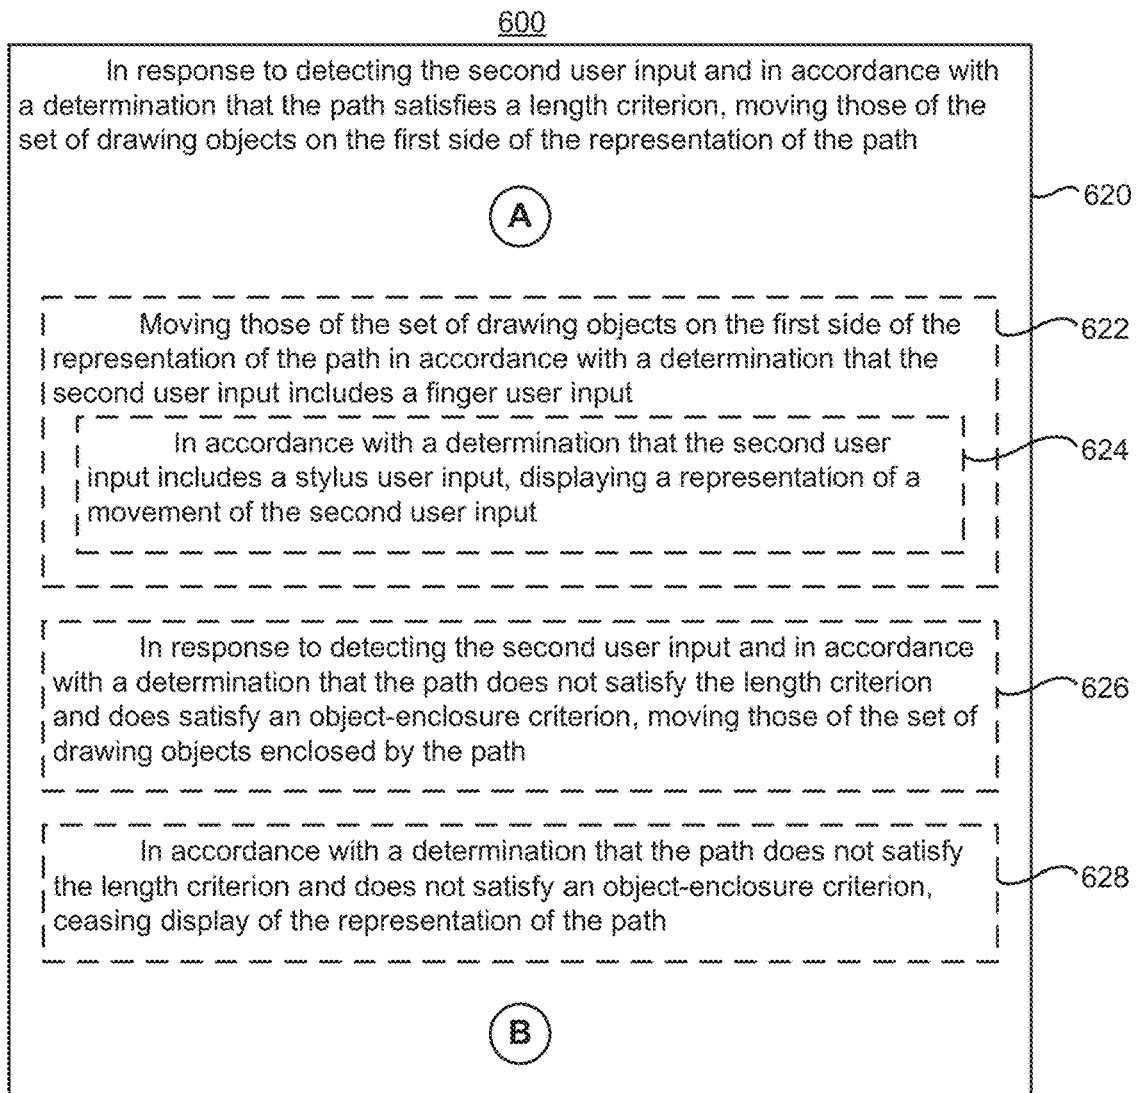 600
In response to detecting the second user input and in accordance with
a determination that the path satisfies a length criterion, moving those of the
set of drawing objects on the first side of the representation of the path
620
A
Moving those of the set of drawing objects on the first side of the
622
representation of the path in accordance with a determination that the
second user input includes a finger user input
In accordance with a determination that the second user
624
input includes a stylus user input, displaying a representation of a
movement of the second user input
In response to detecting the second user input and in accordance
with a determination that the path does not satisfy the length criterion
626
and does satisfy an object-enclosure criterion, moving those of the set of
drawing objects enclosed by the path
In accordance with a determination that the path does not satisfy
the length criterion and does not satisfy an object-enclosure criterion,
628
ceasing display of the representation of the path
B